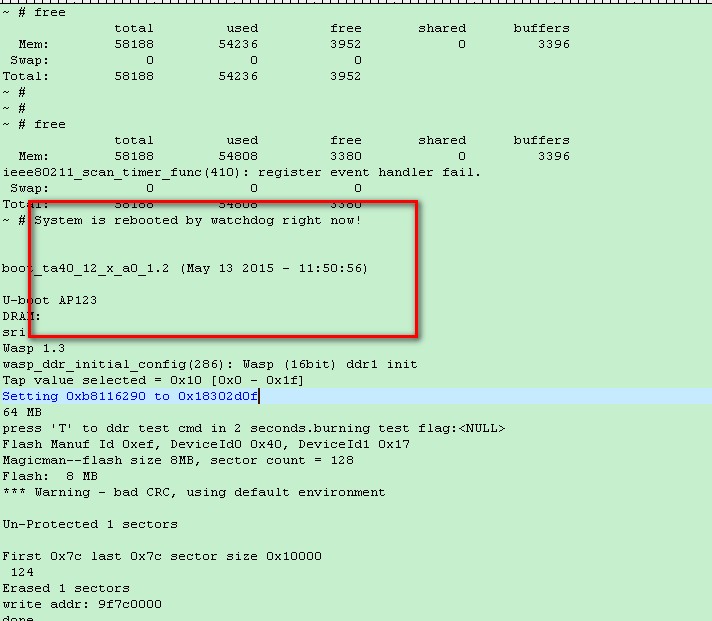 ~ # free
total used free shared buffers
Mem: 58188 54236 3952 0 3396
Swap: 0 0 0
Total: 58188 54236 3952
~ #
~ #
~ # free
total used free shared buffers
Mem: 58188 54808 3380 0 3396
ieee80211_scan_timer_func(410): register event handler fail.
Swap: 0 0 0
Total: 58188 54808 3380
~ # System is rebooted by watchdog right now!
boot_ta40_12_x_a0_1.2 (May 13 2015 - 11:50:56)
U-boot AP123
DRAM:
sri
Wasp 1.3
wasp_ddr_initial_config(286): Wasp (16bit) ddr1 init
Tap value selected = 0x10 [0x0 - 0x1f]
Setting 0xb8116290 to 0x18302d0f
64 MB
press 'T' to ddr test cmd in 2 seconds.burning test flag:<NULL>
Flash Manuf Id 0xef, DeviceId0 0x40, DeviceId1 0x17
Magicman--flash size 8MB, sector count = 128
Flash: 8 MB
*** Warning - bad CRC, using default environment
Un-Protected 1 sectors
First 0x7c last 0x7c sector size 0x10000
124
Erased 1 sectors
write addr: 9f7c0000
done